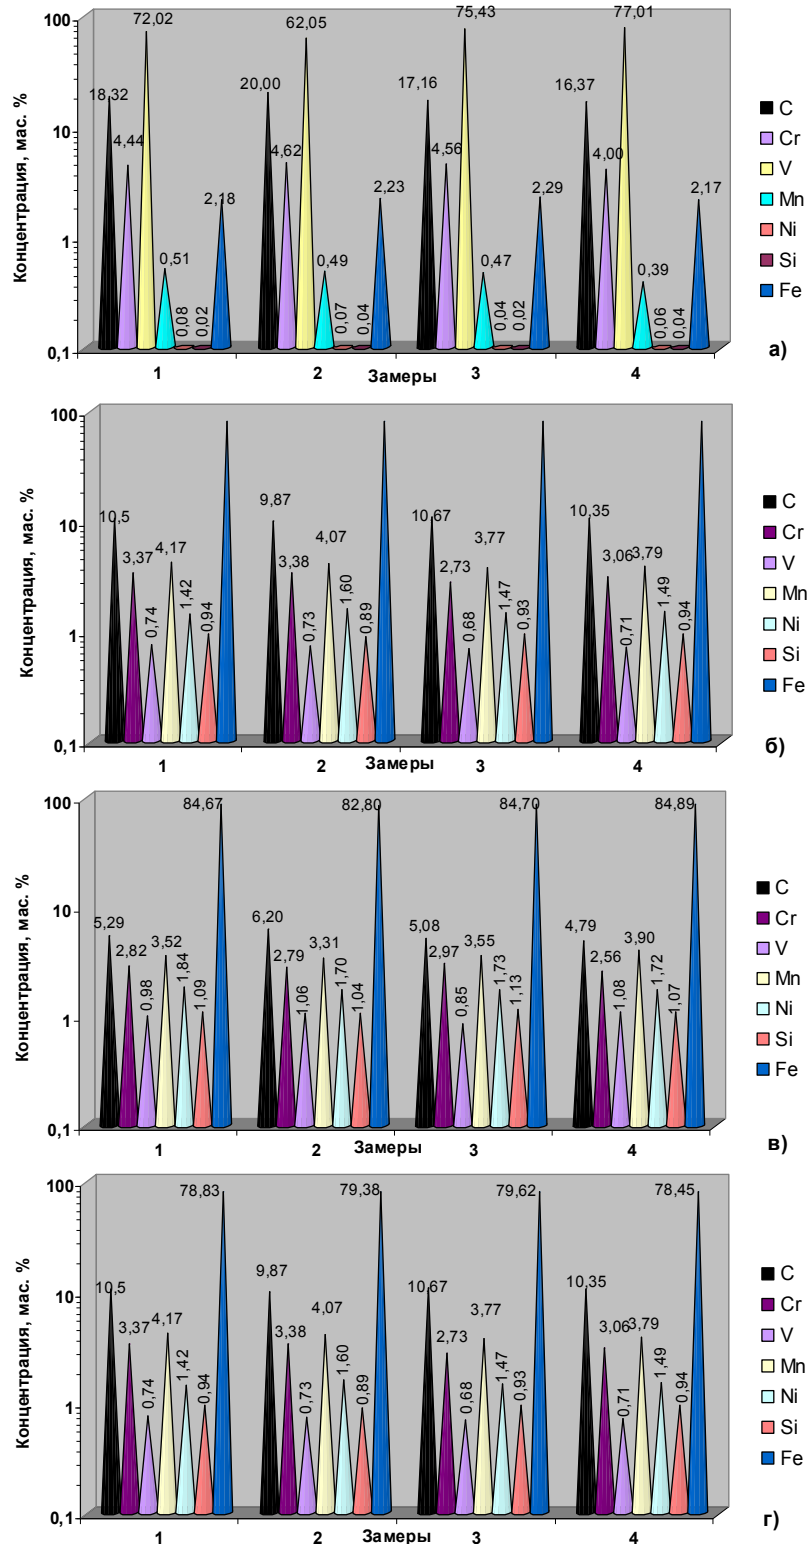 Концентрация, мас. %
100
10
1
0,1
18,32 4,44 72,02 0,51 0,08 0,02 2,18
20,00 4,62 62,05 0,49 0,07 0,04 2,23
17,16 4,56 75,43 0,47 0,04 0,02 2,29
16,37 4,00 77,01 0,39 0,06 0,04 2,17
1 2 3 4
Замеры
C
Cr
V
Mn
Ni
Si
Fe
а)
Концентрация, мас. %
100
10
1
0,1
10,5 3,37 0,74 4,17 1,42 0,94
9,87 3,38 0,73 4,07 1,60 0,89
10,67 2,73 0,68 3,77 1,47 0,93
10,35 3,06 0,71 3,79 1,49 0,94
1 2 3 4
Замеры
C
Cr
V
Mn
Ni
Si
Fe
б)
Концентрация, мас. %
100
10
1
0,1
5,29 2,82 0,98 3,52 1,84 1,09 84,67
6,20 2,79 1,06 3,31 1,70 1,04 82,80
5,08 2,97 0,85 3,55 1,73 1,13 84,70
4,79 2,56 1,08 3,90 1,72 1,07 84,89
1 2 3 4
Замеры
C
Cr
V
Mn
Ni
Si
Fe
в)
Концентрация, мас. %
100
10
1
0,1
10,5 3,37 0,74 4,17 1,42 0,94 78,83
9,87 3,38 0,73 4,07 1,60 0,89 79,38
10,67 2,73 0,68 3,77 1,47 0,93 79,62
10,35 3,06 0,71 3,79 1,49 0,94 78,45
1 2 3 4
Замеры
C
Cr
V
Mn
Ni
Si
Fe
г)